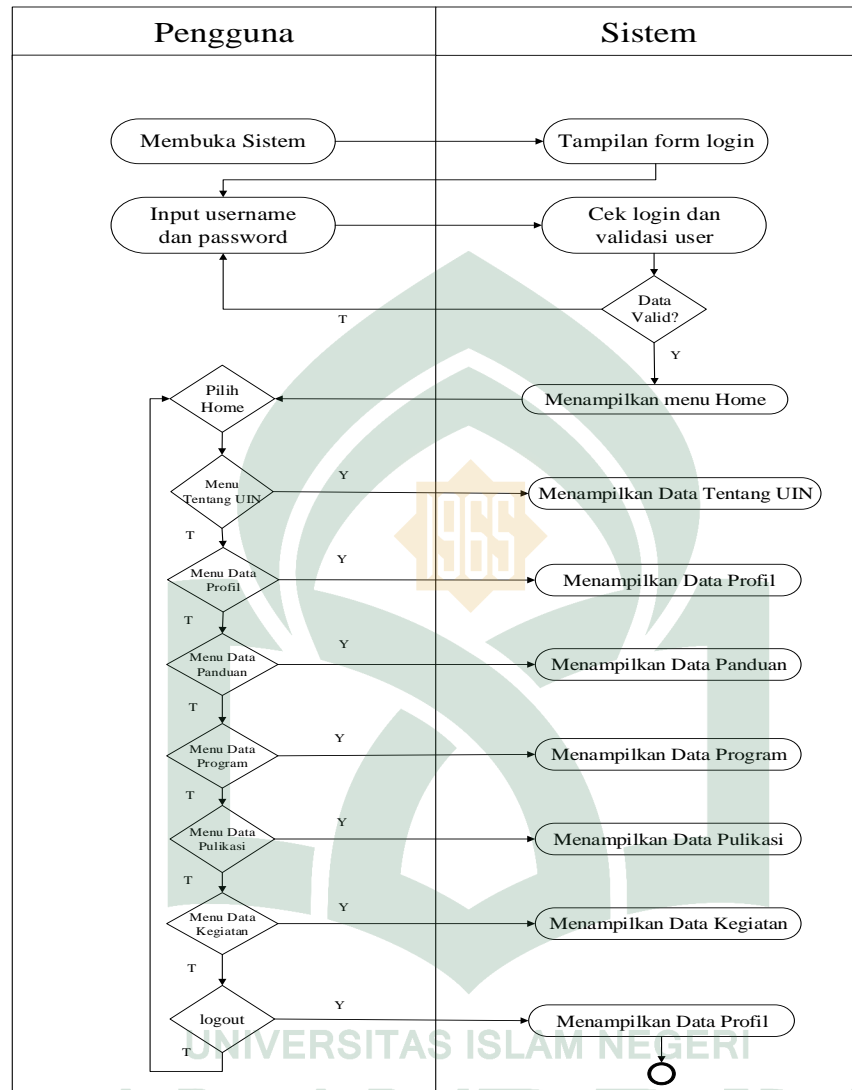 Pengguna
Sistem
Membuka Sistem
Tampilan form login
Input username
dan password
Cek login dan
validasi user
Data
Valid?
T
Y
Pilih
Home
Menampilkan menu Home
Menu
Tentang UIN
Y
Menampilkan Data Tentang UIN
T
Menu Data
Profil
Y
Menampilkan Data Profil
T
Menu Data
Panduan
Y
Menampilkan Data Panduan
T
Menu Data
Program
Y
Menampilkan Data Program
T
Menu Data
Pulikasi
Y
Menampilkan Data Pulikasi
T
Menu Data
Kegiatan
Y
Menampilkan Data Kegiatan
T
logout
Y
Menampilkan Data Profil
T
1965
UNIVERSITAS ISLAM NEGERI